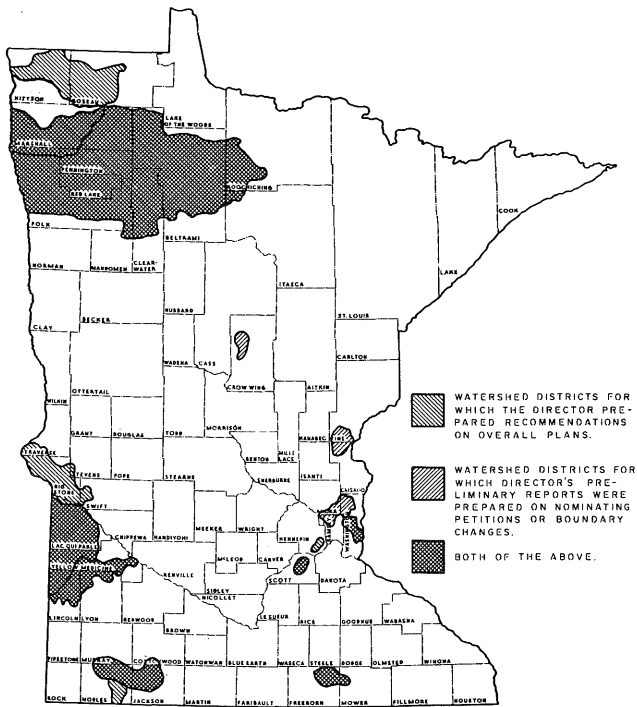 KITTSON
ROSEAU
LAKE
OF THE WOODS
MARSHALL
PENNINGTON
RED LAKE
KOOCHICHING
COOK
POLK
BELTRAMI
CLEAR-
WATER
NORMAN
MAHNOMEN
LAKE
ITASCA
HUBBARD
ST. LOUIS
BECKER
CLAY
CARLTON
WADENA
CASS
CROW WING
AITKIN
OTTERTAIL
WILKIN
WATERSHED DISTRICTS FOR
WHICH THE DIRECTOR PRE-
PARED RECOMMENDATIONS
ON OVERALL PLANS.
MORRISON
GRANT
DOUGLAS
TODD
KANABEC
PINE
TRAVERSE
BENTON
MILLE
LACS
STEVENS
POPE
STEARNS
ISANTI
SHERBURNE
BIG
STONE
CHISAGO
WATERSHED DISTRICTS FOR
WHICH DIRECTOR'S PRE-
LIMINARY REPORTS WERE
PREPARED ON NOMINATING
PETITIONS OR BOUNDARY
CHANGES.
SWIFT
ANOKA
MEEKER
WRIGHT
HENNEPIN
WASHINGTON
CHIPPEWA
KANDIYOHI
LAC QUI PARLE
BOTH OF THE ABOVE.
McLEOD
CARVER
YELLOW MEDICINE
RENVILLE
SCOTT
DAKOTA
SIBLEY
NICOLLET
LINCOLN
LYON
REDWOOD
LE SUEUR
RICE
GOODHUE
WABASHA
BROWN
PIPESTONE
MURRAY
COTTONWOOD
WATONWAN
BLUE EARTH
WASECA
STEELE
DODGE
OLMSTED
WINONA
ROCK
NOBLES
JACKSON
MARTIN
FARIBAULT
FREEBORN
MOWER
FILLMORE
HOUSTON